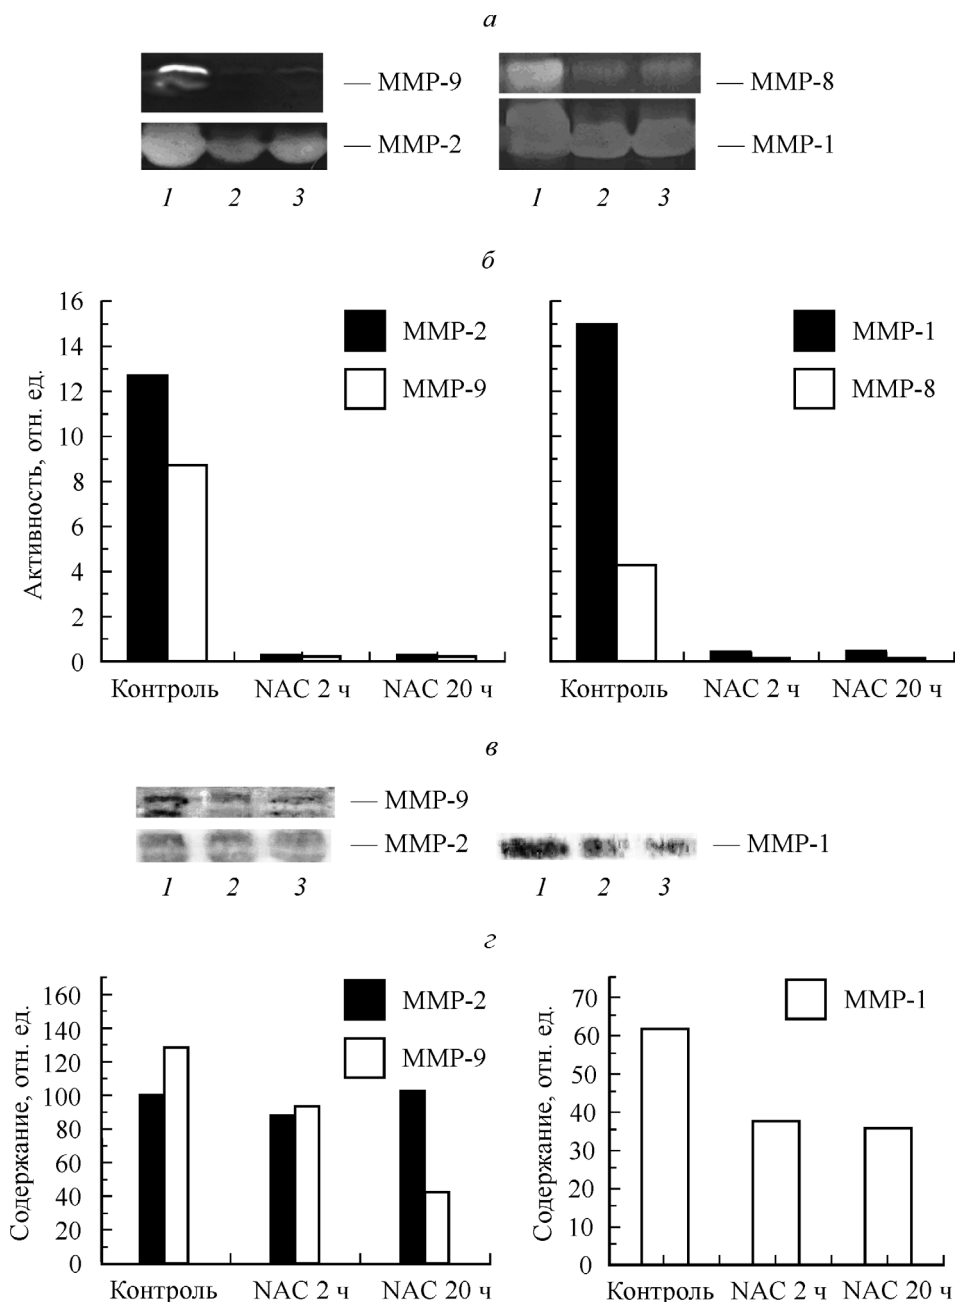 а
— MMP-9
— MMP-8
— MMP-2
— MMP-1
1 2 3
1 2 3
б
Активность, отн. ед.
16
14
12
10
8
6
4
2
0
MMP-2
MMP-9
Контроль NAC 2 ч NAC 20 ч
MMP-1
MMP-8
Контроль NAC 2 ч NAC 20 ч
в
— MMP-9
— MMP-2
— MMP-1
1 2 3
1 2 3
г
Содержание, отн. ед.
160
140
120
100
80
60
40
20
0
MMP-2
MMP-9
Контроль NAC 2 ч NAC 20 ч
Содержание, отн. ед.
70
60
50
40
30
20
10
0
MMP-1
Контроль NAC 2 ч NAC 20 ч